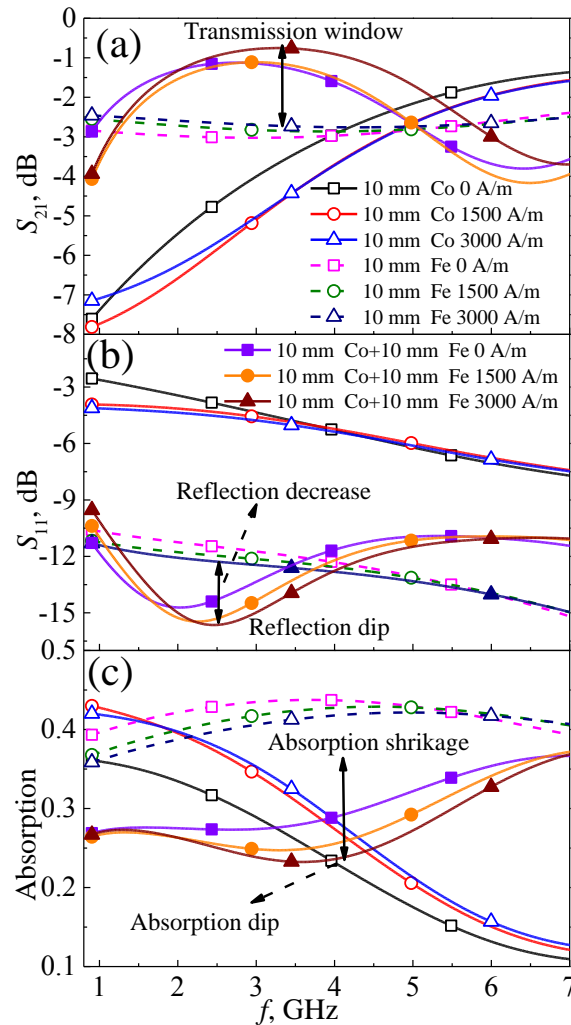 (a)
Transmission window
-1
-2
-3
-4
-5
-6
-7
-8
S21, dB
10 mm Co 0 A/m
10 mm Co 1500 A/m
10 mm Co 3000 A/m
10 mm Fe 0 A/m
10 mm Fe 1500 A/m
10 mm Fe 3000 A/m
(b)
10 mm Co+10 mm Fe 0 A/m
10 mm Co+10 mm Fe 1500 A/m
10 mm Co+10 mm Fe 3000 A/m
-3
-6
-9
-12
-15
S11, dB
Reflection decrease
Reflection dip
(c)
0.5
0.4
0.3
0.2
0.1
Absorption
Absorption shrikage
Absorption dip
1 2 3 4 5 6 7
f, GHz